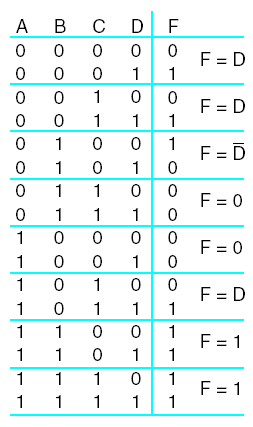 A B C D F
0 0 0 0 0
F = D
0 0 0 1 1
0 0 1 0 0
F = D
0 0 1 1 1
0 1 0 0 1
F = D̅
0 1 0 1 0
0 1 1 0 0
F = 0
0 1 1 1 0
1 0 0 0 0
F = 0
1 0 0 1 0
1 0 1 0 0
F = D
1 0 1 1 1
1 1 0 0 1
F = 1
1 1 0 1 1
1 1 1 0 1
F = 1
1 1 1 1 1